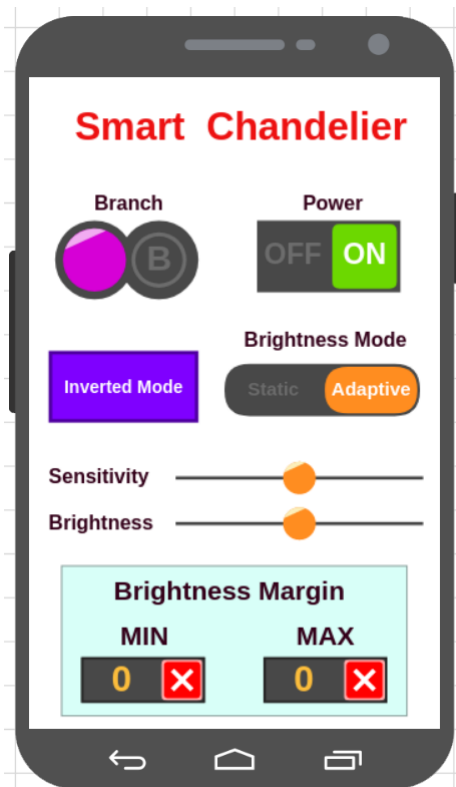 Smart Chandelier
Branch
Power
B
OFF ON
Brightness Mode
Inverted Mode
Static Adaptive
Sensitivity
Brightness
Brightness Margin
MIN MAX
0 0